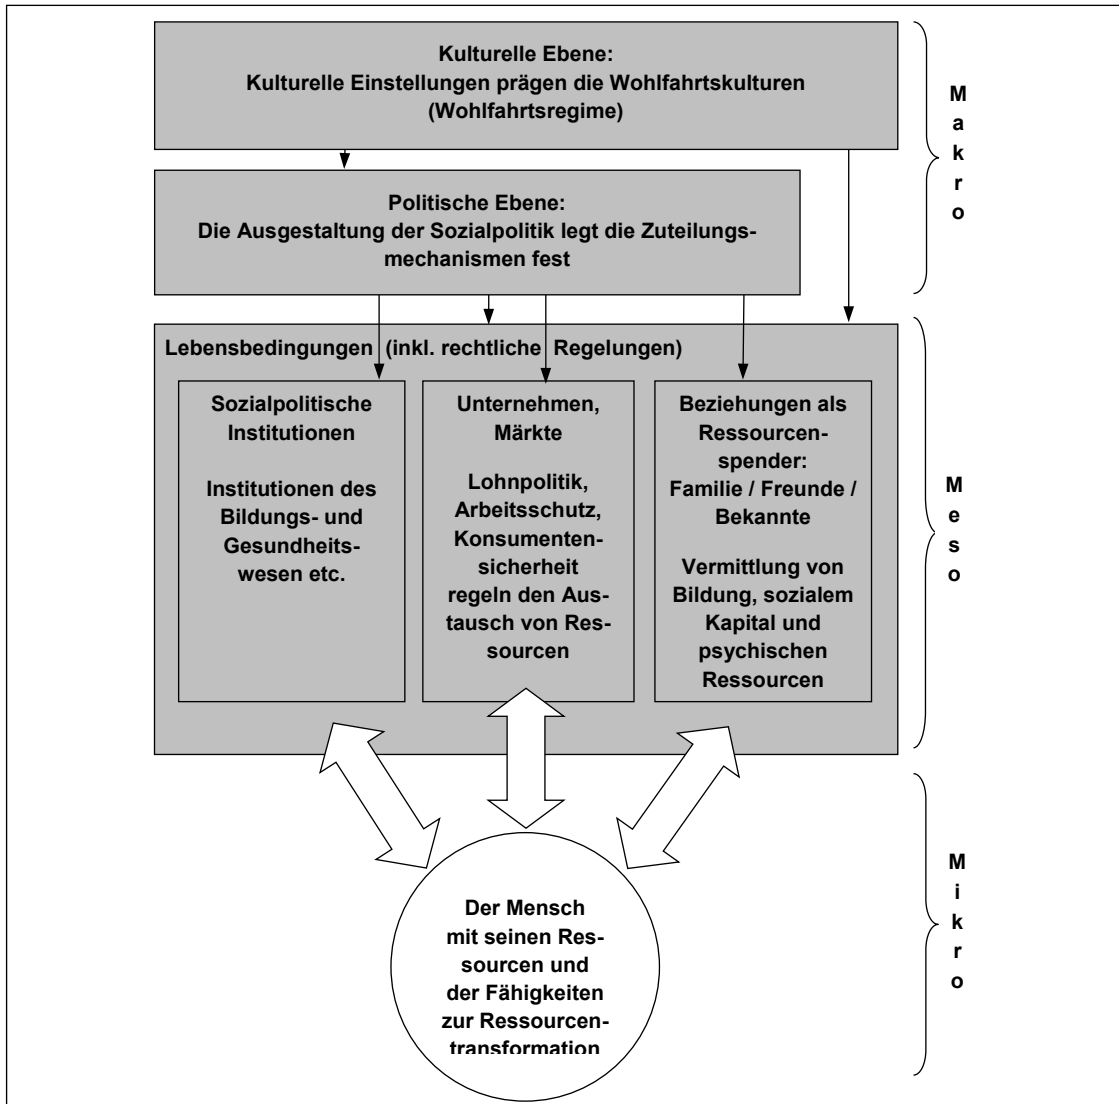 Kulturelle Ebene:
Kulturelle Einstellungen prägen die Wohlfahrtskulturen
(Wohlfahrtsregime)
Politische Ebene:
Die Ausgestaltung der Sozialpolitik legt die Zuteilungs-
mechanismen fest
Makro
Lebensbedingungen (inkl. rechtliche Regelungen)
Sozialpolitische
Institutionen
Institutionen des
Bildungs- und
Gesundheits-
wesen etc.
Unternehmen,
Märkte
Lohnpolitik,
Arbeitsschutz,
Konsumenten-
sicherheit
regeln den Aus-
tausch von Res-
sourcen
Beziehungen als
Ressourcen-
spender:
Familie / Freunde /
Bekannte
Vermittlung von
Bildung, sozialem
Kapital und
psychischen
Ressourcen
Meso
Der Mensch
mit seinen Res-
sourcen und
der Fähigkeiten
zur Ressourcen-
transformation
Mikro